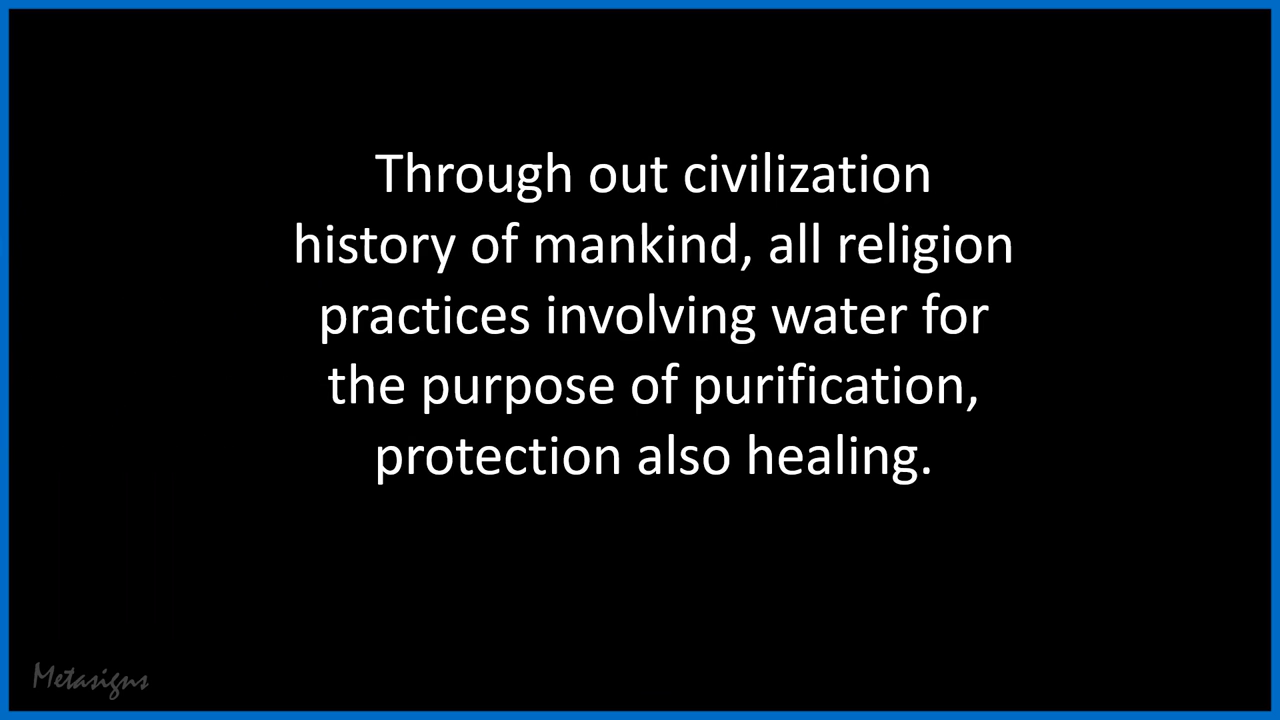 Through out civilization
history of mankind, all religion
practices involving water for
the purpose of purification,
protection also healing.
Metasigns